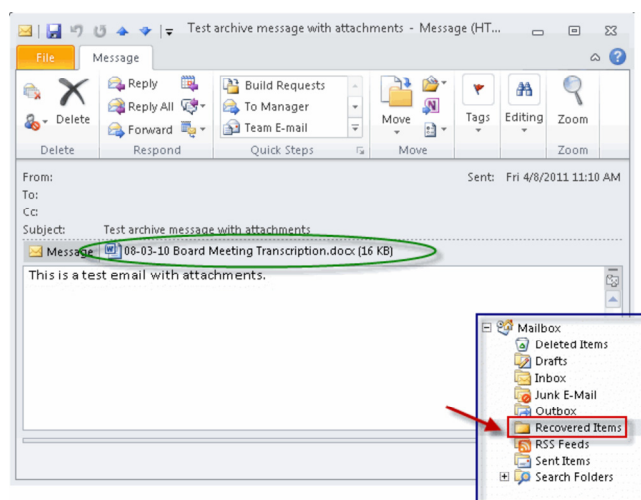 Test archive message with attachments - Message (HT...
File Message
Reply
Reply All
Forward
Delete
Build Requests
To Manager
Team E-mail
Move
Tags
Editing
Zoom
Delete Respond Quick Steps Move Zoom
From: Sent: Fri 4/8/2011 11:10 AM
To:
Cc:
Subject: Test archive message with attachments
Message 08-03-10 Board Meeting Transcription.docx (16 KB)
This is a test email with attachments.
Mailbox
Deleted Items
Drafts
Inbox
Junk E-Mail
Outbox
Recovered Items
RSS Feeds
Sent Items
Search Folders